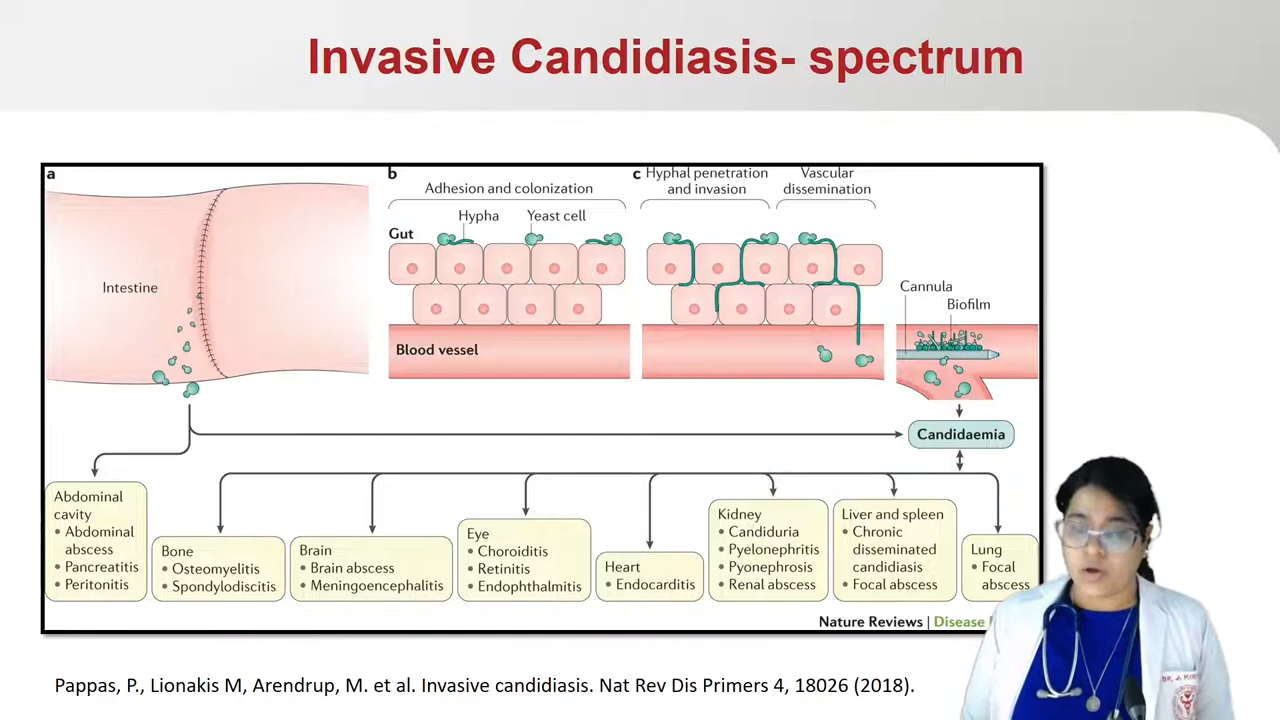 Invasive Candidiasis- spectrum
a
Intestine
b
Adhesion and colonization
Hypha
Yeast cell
Gut
Blood vessel
c
Hyphal penetration
and invasion
Vascular
dissemination
Cannula
Biofilm
Candidaemia
Abdominal
cavity
• Abdominal
abscess
• Pancreatitis
• Peritonitis
Bone
• Osteomyelitis
• Spondylodiscitis
Brain
• Brain abscess
• Meningoencephalitis
Eye
• Choroiditis
• Retinitis
• Endophthalmitis
Heart
• Endocarditis
Kidney
• Candiduria
• Pyelonephritis
• Pyonephrosis
• Renal abscess
Liver and spleen
• Chronic
disseminated
candidiasis
• Focal abscess
Lung
• Focal
abscess
Nature Reviews | Disease
Pappas, P., Lionakis M, Arendrup, M. et al. Invasive candidiasis. Nat Rev Dis Primers 4, 18026 (2018).
DR. J.